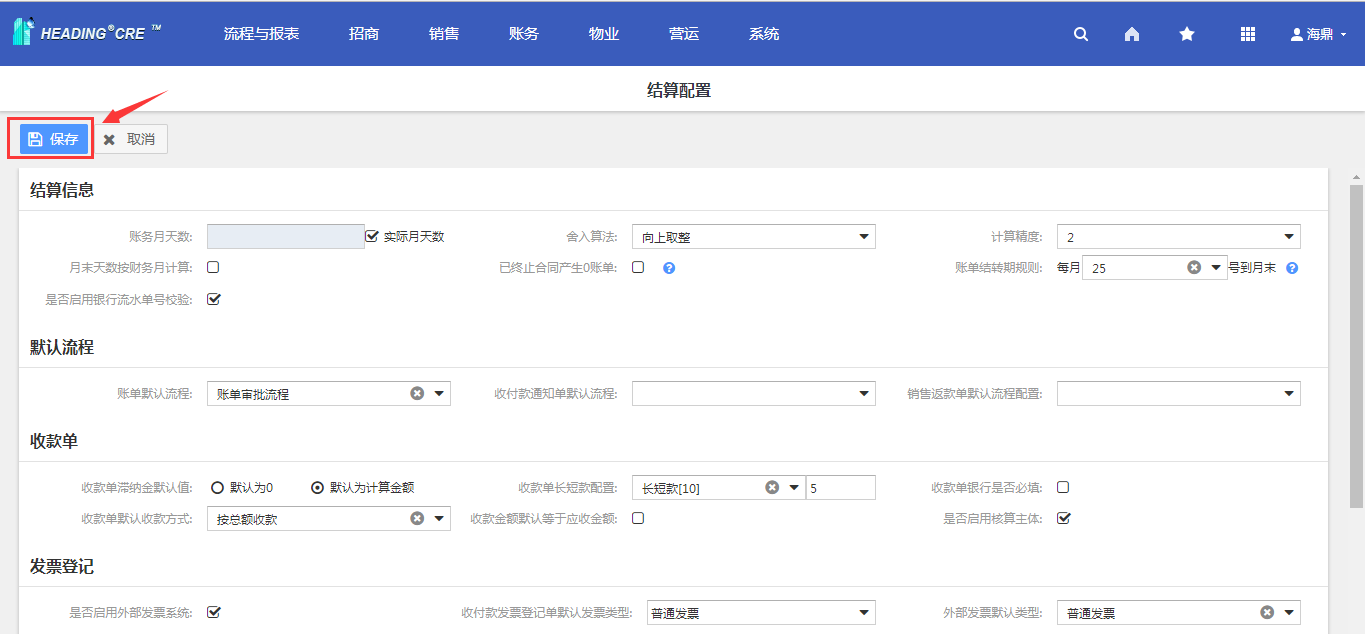 HEADING®CRE ™ 流程与报表 招商 销售 账务 物业 营运 系统 海鼎
结算配置
保存 取消
结算信息
账务月天数: 实际月天数 舍入算法: 向上取整 计算精度: 2
月末天数按财务月计算: 已终止合同产生0账单: 账单结转期规则: 每月 25 号到月末
是否启用银行流水单号校验:
默认流程
账单默认流程: 账单审批流程 收付款通知单默认流程: 销售返款单默认流程配置:
收款单
收款单滞纳金默认值: 默认为0 默认为计算金额 收款单长短款配置: 长短款[10] 5 收款单银行是否必填:
收款单默认收款方式: 按总额收款 收款金额默认等于应收金额: 是否启用核算主体:
发票登记
是否启用外部发票系统: 收付款发票登记单默认发票类型: 普通发票 外部发票默认类型: 普通发票